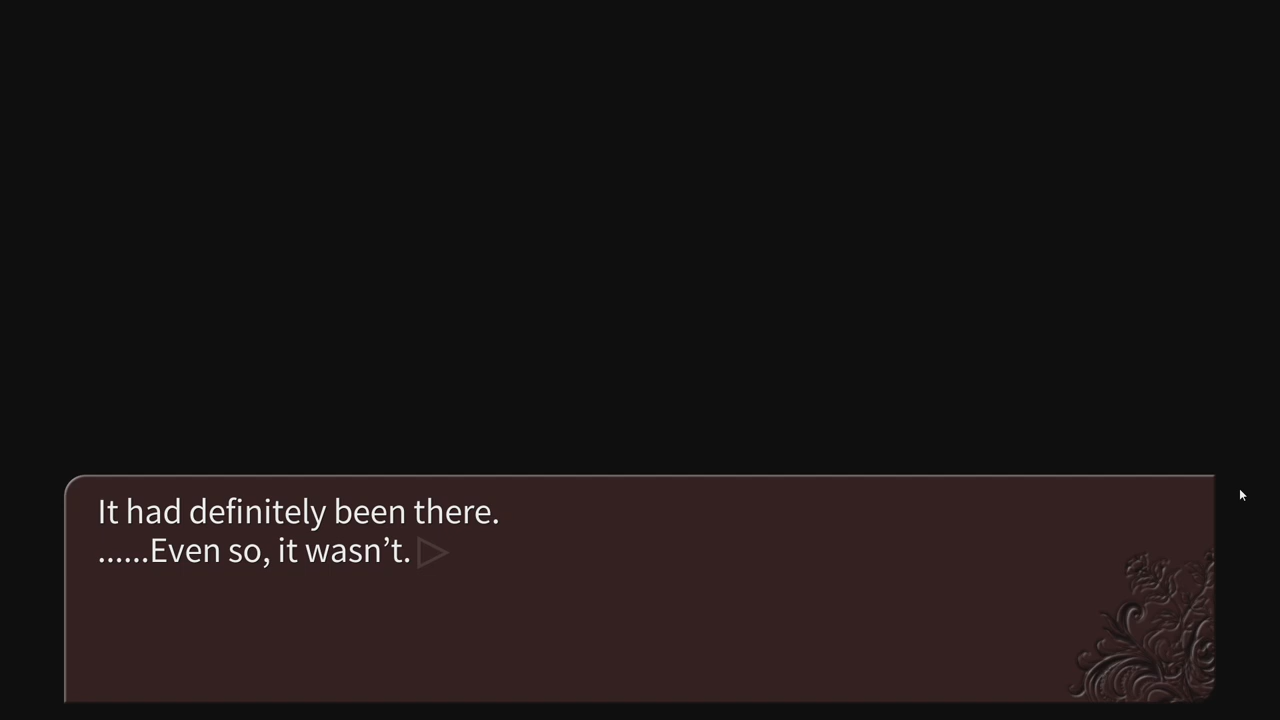 It had definitely been there.
......Even so, it wasn’t.